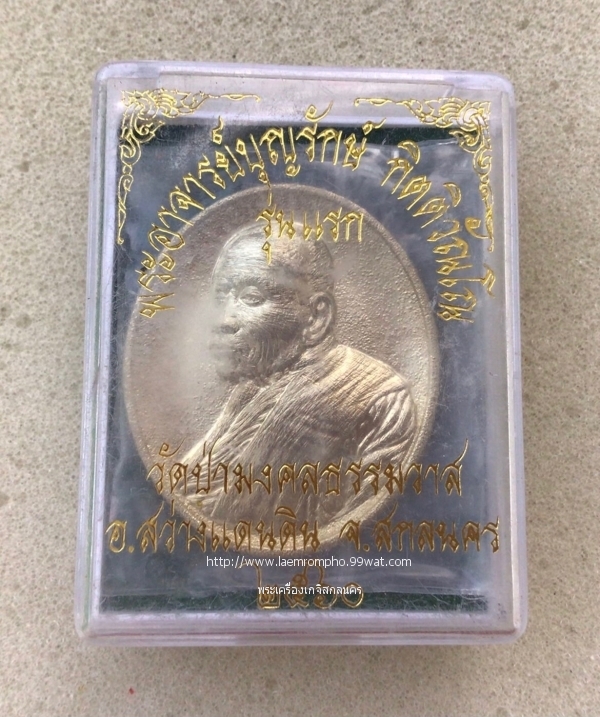 พระอาจารย์บุญรักษ์ ฐิตติวัณฺโณ
รุ่นแรก
วัดป่ามงคลธรรมวาส
อ.สว่างแดนดิน จ.สกลนคร
http://www.laemrompho.99wat.com
๒๕๖๐
พระเครื่องเกจิสกลนคร